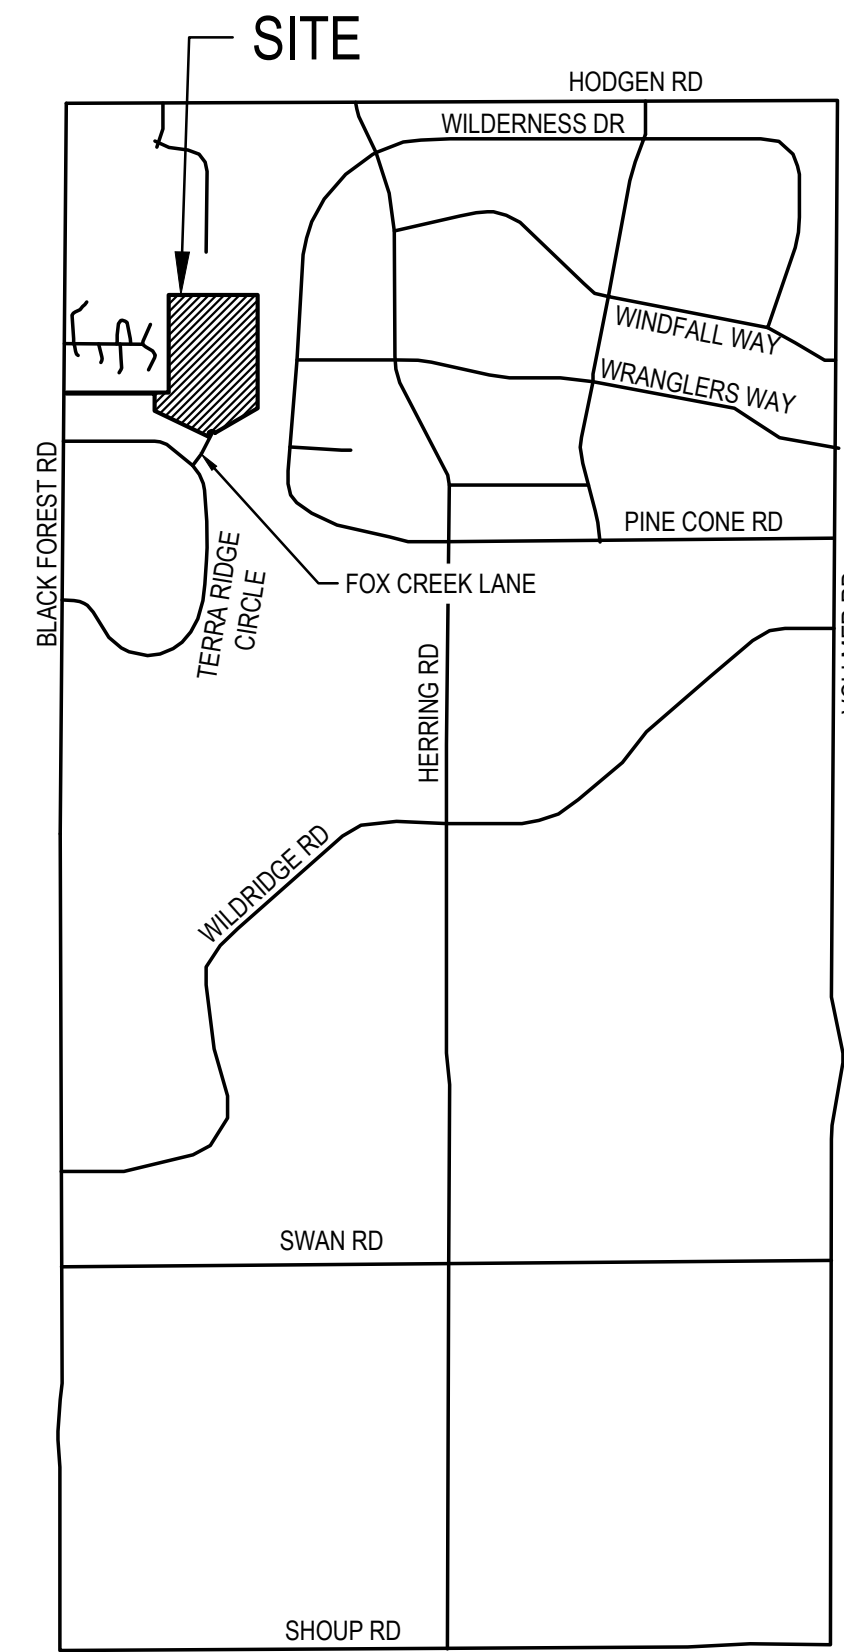 SITE
HODGEN RD
WILDERNESS DR
WINDFALL WAY
WRANGLERS WAY
BLACK FOREST RD
PINE CONE RD
TERRA RIDGE
CIRCLE
FOX CREEK LANE
HERRING RD
WILDRIDGE RD
SWAN RD
SHOUP RD